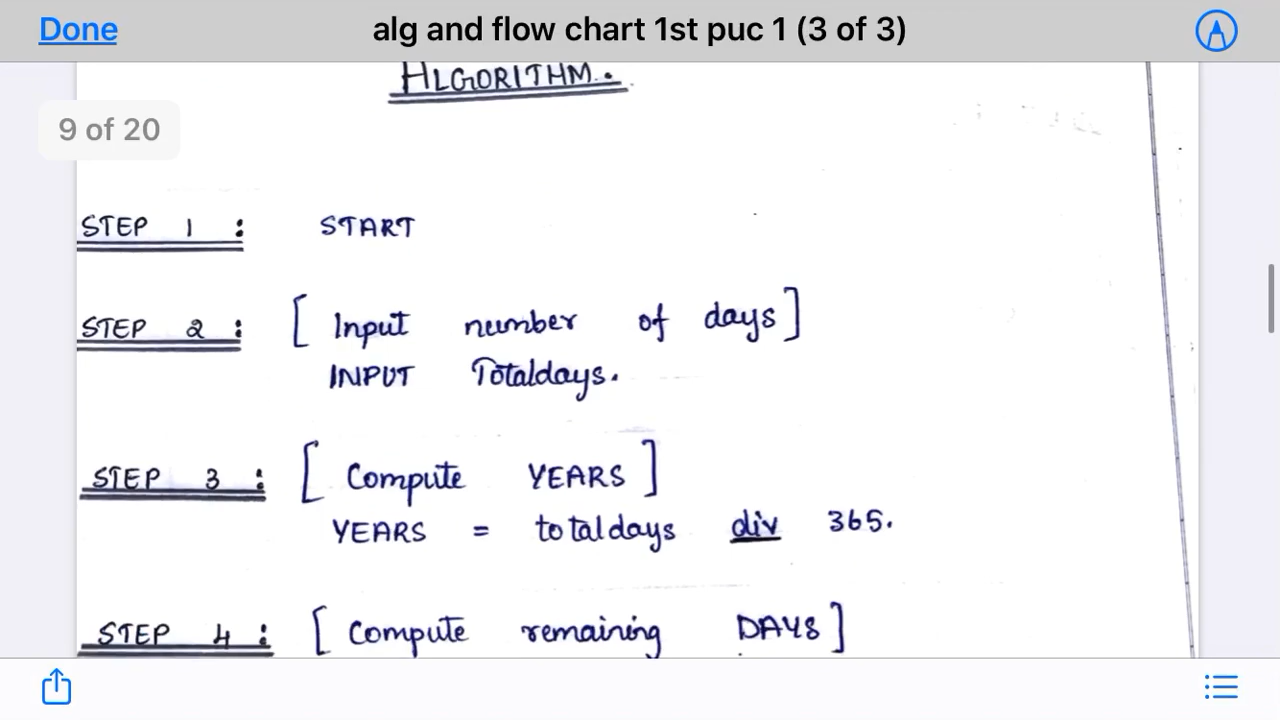 Done
alg and flow chart 1st puc 1 (3 of 3)
ALGORITHM.
9 of 20
STEP 1 : START
STEP 2 : [ Input number of days ]
INPUT Totaldays.
STEP 3 : [ Compute YEARS ]
YEARS = totaldays div 365.
STEP 4 : [ Compute remaining DAYS ]